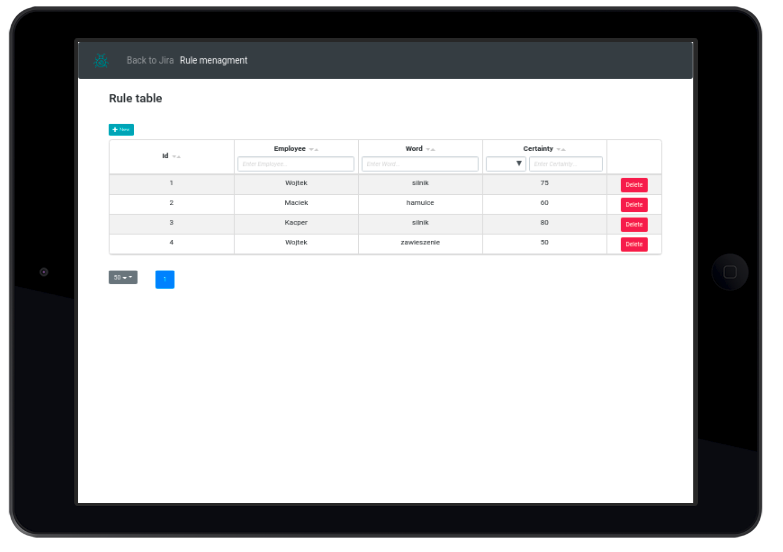 Back to Jira Rule menagment
Rule table
+ New
Id Employee Word Certainty
Enter Employee... Enter Word... Enter Certainty...
1 Wojtek silnik 75 Delete
2 Maciek hamulce 60 Delete
3 Kacper silnik 80 Delete
4 Wojtek zawieszenie 50 Delete
50 1